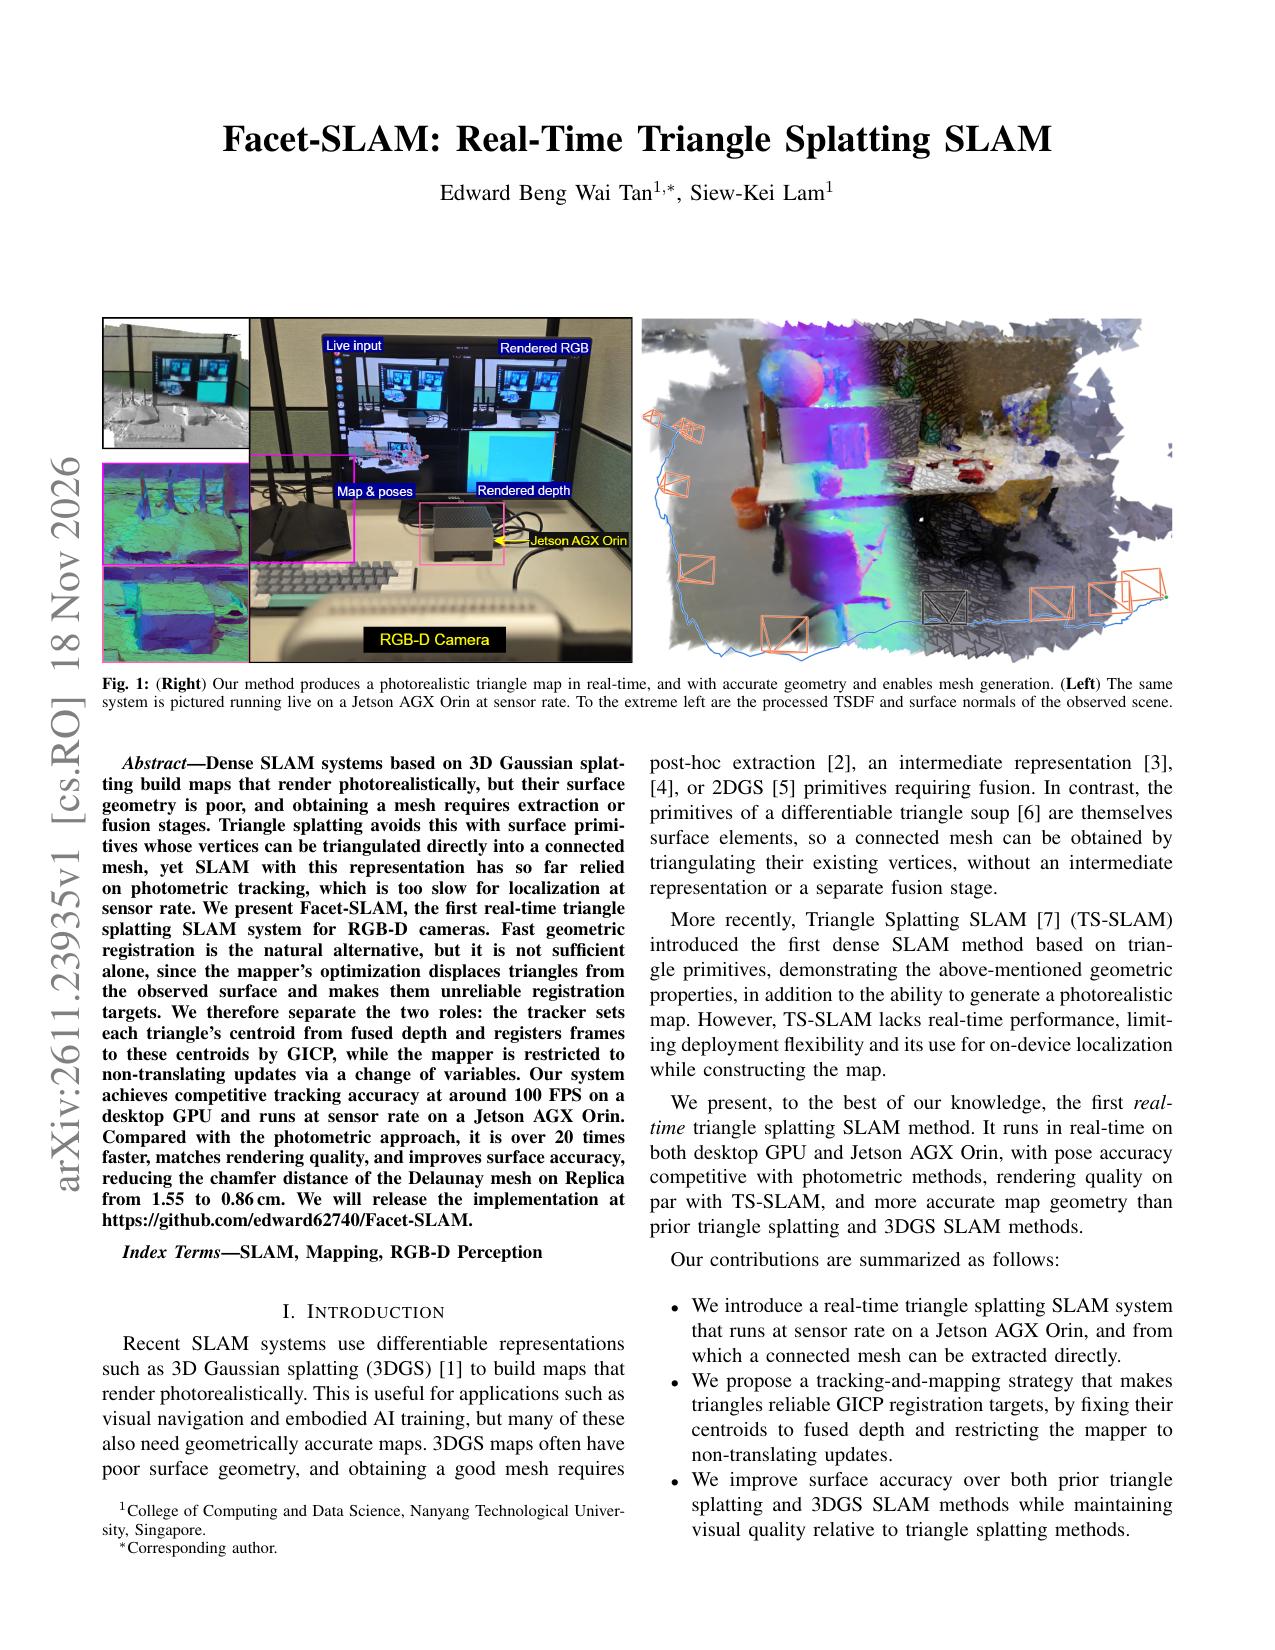 Facet-SLAM: Real-Time Triangle Splatting SLAM
Edward Beng Wai Tan1,*, Siew-Kei Lam1
arXiv:2611.23935v1 [cs.RO] 18 Nov 2026
Live input
Rendered RGB
Map & poses
Rendered depth
Jetson AGX Orin
RGB-D Camera
Fig. 1: (Right) Our method produces a photorealistic triangle map in real-time, and with accurate geometry and enables mesh generation. (Left) The same
system is pictured running live on a Jetson AGX Orin at sensor rate. To the extreme left are the processed TSDF and surface normals of the observed scene.
Abstract—Dense SLAM systems based on 3D Gaussian splat-
ting build maps that render photorealistically, but their surface
geometry is poor, and obtaining a mesh requires extraction or
fusion stages. Triangle splatting avoids this with surface primi-
tives whose vertices can be triangulated directly into a connected
mesh, yet SLAM with this representation has so far relied
on photometric tracking, which is too slow for localization at
sensor rate. We present Facet-SLAM, the first real-time triangle
splatting SLAM system for RGB-D cameras. Fast geometric
registration is the natural alternative, but it is not sufficient
alone, since the mapper's optimization displaces triangles from
the observed surface and makes them unreliable registration
targets. We therefore separate the two roles: the tracker sets
each triangle's centroid from fused depth and registers frames
to these centroids by GICP, while the mapper is restricted to
non-translating updates via a change of variables. Our system
achieves competitive tracking accuracy at around 100 FPS on a
desktop GPU and runs at sensor rate on a Jetson AGX Orin.
Compared with the photometric approach, it is over 20 times
faster, matches rendering quality, and improves surface accuracy,
reducing the chamfer distance of the Delaunay mesh on Replica
from 1.55 to 0.86 cm. We will release the implementation at
https://github.com/edward62740/Facet-SLAM.
Index Terms—SLAM, Mapping, RGB-D Perception
I. INTRODUCTION
Recent SLAM systems use differentiable representations
such as 3D Gaussian splatting (3DGS) [1] to build maps that
render photorealistically. This is useful for applications such as
visual navigation and embodied AI training, but many of these
also need geometrically accurate maps. 3DGS maps often have
poor surface geometry, and obtaining a good mesh requires
1College of Computing and Data Science, Nanyang Technological Univer-
sity, Singapore.
*Corresponding author.
post-hoc extraction [2], an intermediate representation [3],
[4], or 2DGS [5] primitives requiring fusion. In contrast, the
primitives of a differentiable triangle soup [6] are themselves
surface elements, so a connected mesh can be obtained by
triangulating their existing vertices, without an intermediate
representation or a separate fusion stage.
More recently, Triangle Splatting SLAM [7] (TS-SLAM)
introduced the first dense SLAM method based on trian-
gle primitives, demonstrating the above-mentioned geometric
properties, in addition to the ability to generate a photorealistic
map. However, TS-SLAM lacks real-time performance, limit-
ing deployment flexibility and its use for on-device localization
while constructing the map.
We present, to the best of our knowledge, the first real-
time triangle splatting SLAM method. It runs in real-time on
both desktop GPU and Jetson AGX Orin, with pose accuracy
competitive with photometric methods, rendering quality on
par with TS-SLAM, and more accurate map geometry than
prior triangle splatting and 3DGS SLAM methods.
Our contributions are summarized as follows:
• We introduce a real-time triangle splatting SLAM system
that runs at sensor rate on a Jetson AGX Orin, and from
which a connected mesh can be extracted directly.
• We propose a tracking-and-mapping strategy that makes
triangles reliable GICP registration targets, by fixing their
centroids to fused depth and restricting the mapper to
non-translating updates.
• We improve surface accuracy over both prior triangle
splatting and 3DGS SLAM methods while maintaining
visual quality relative to triangle splatting methods.